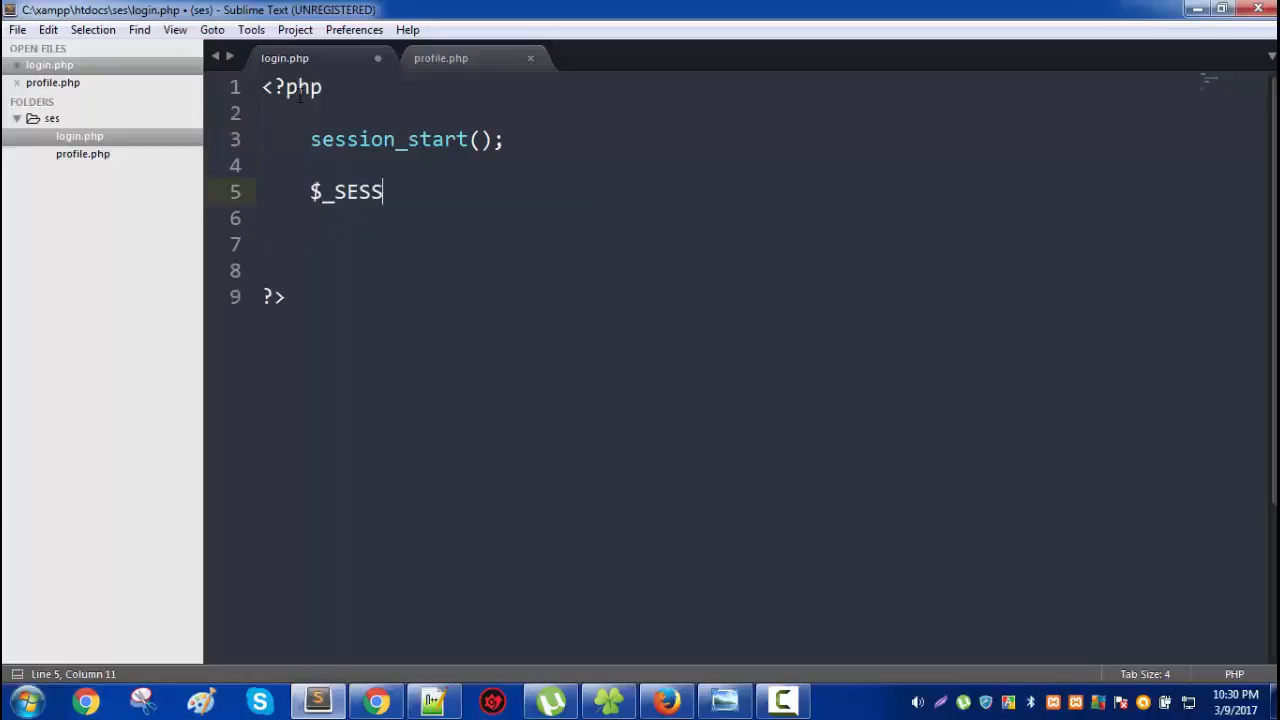 C:\xampp\htdocs\ses\login.php • (ses) - Sublime Text (UNREGISTERED)
File Edit Selection Find View Goto Tools Project Preferences Help
OPEN FILES
login.php
profile.php
FOLDERS
ses
login.php
profile.php
login.php profile.php
1 <?php
2
3 session_start();
4
5 $_SESS
6
7
8
9 ?>
Line 5, Column 11 Tab Size: 4 PHP
10:30 PM
3/9/2017